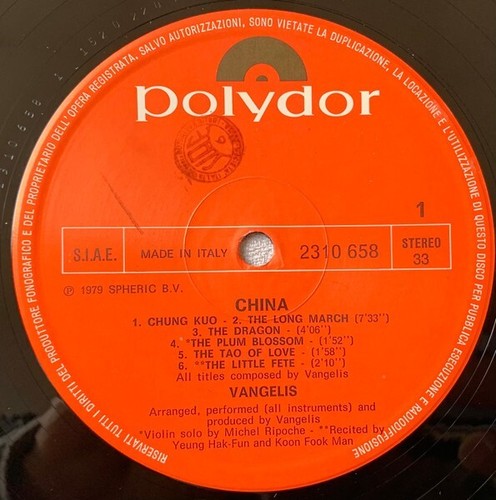 RISERVATI TUTTI I DIRITTI DEL PRODUTTORE FONOGRAFICO E DEL PROPRIETARIO DELL'OPERA REGISTRATA. SALVO AUTORIZZAZIONI, SONO VIETATE LA DUPLICAZIONE, LA LOCAZIONE E L'UTILIZZAZIONE DI QUESTO DISCO PER PUBBLICA ESECUZIONE E RADIODIFFUSIONE
polydor
1
S.I.A.E.
MADE IN ITALY
2310 658
STEREO
33
℗ 1979 SPHERIC B.V.
CHINA
1. CHUNG KUO - 2. THE LONG MARCH (7'33'')
3. THE DRAGON - (4'06'')
4. *THE PLUM BLOSSOM - (1'52'')
5. THE TAO OF LOVE - (1'58'')
6. **THE LITTLE FETE - (2'10'')
All titles composed by Vangelis
VANGELIS
Arranged, performed (all instruments) and
produced by Vangelis
*Violin solo by Michel Ripoche - **Recited by
Yeung Hak-Fun and Koon Fook Man